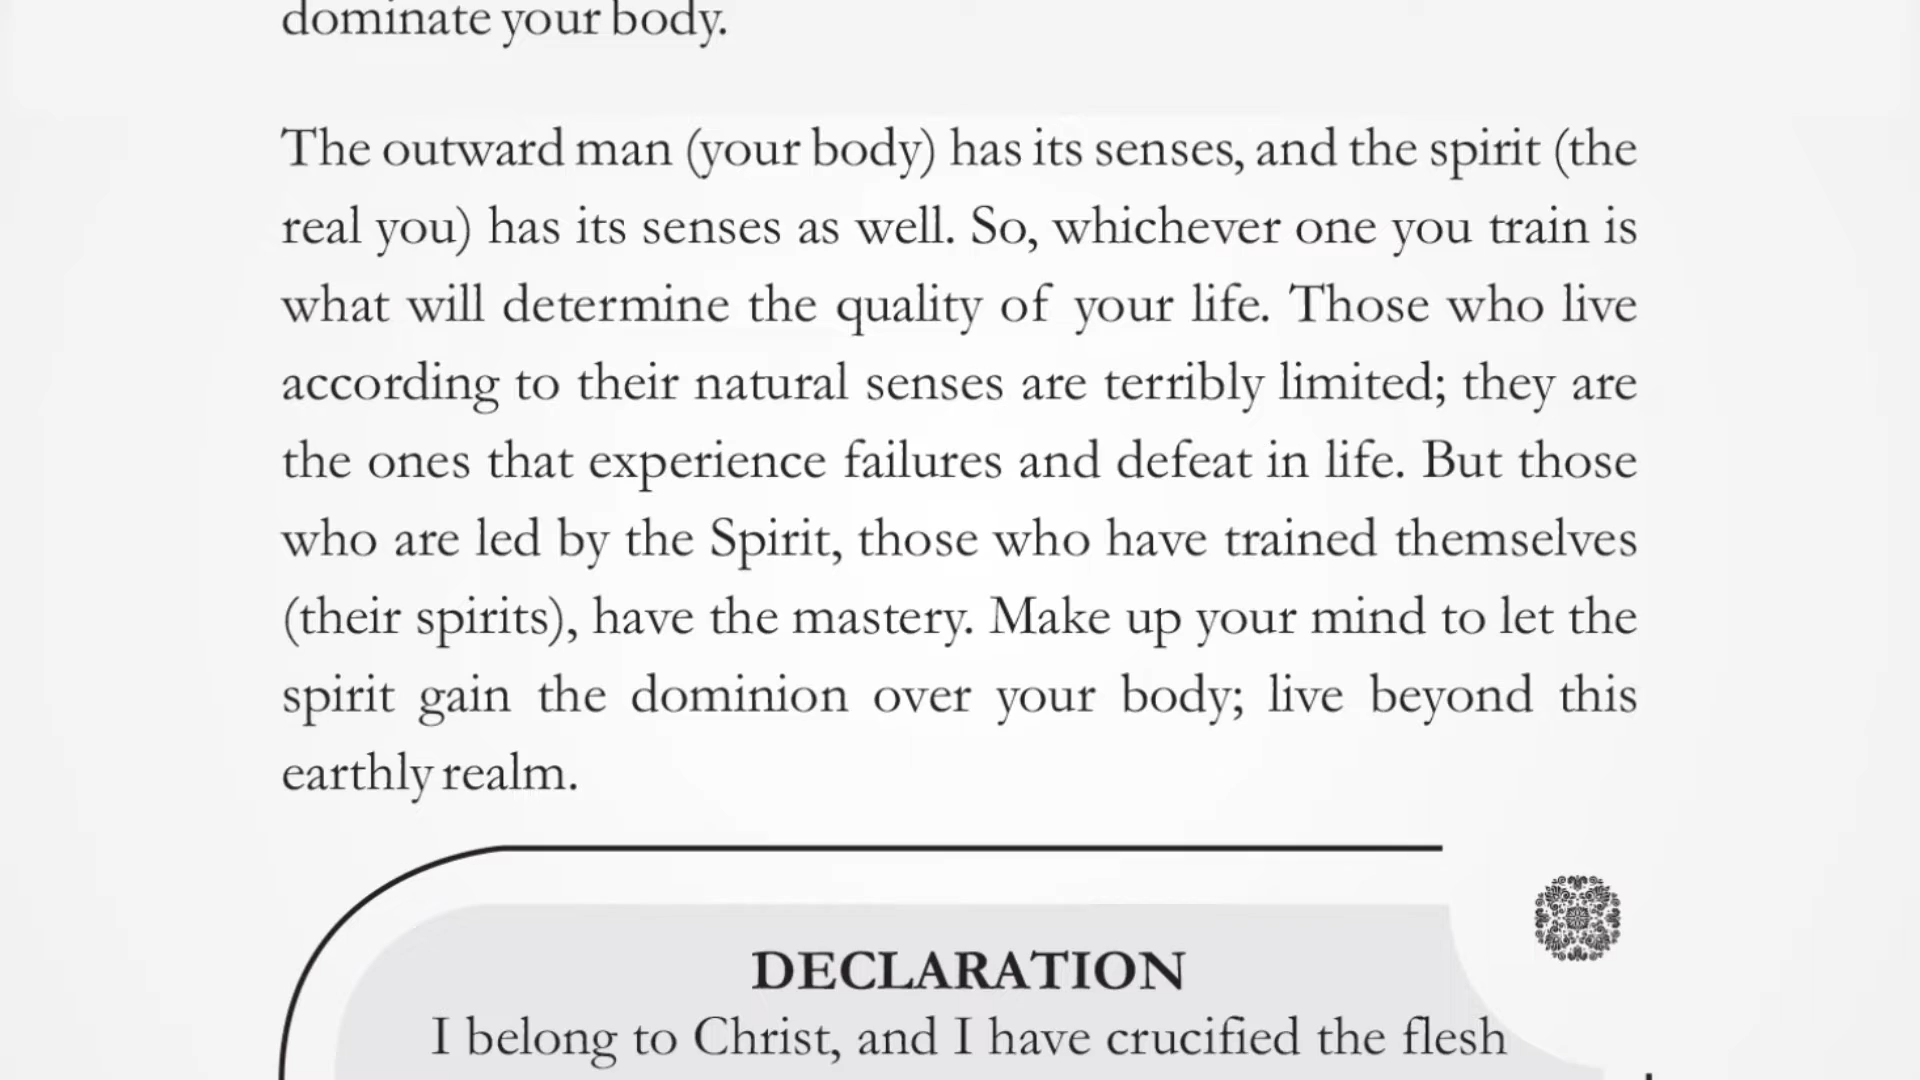 dominate your body.
The outward man (your body) has its senses, and the spirit (the
real you) has its senses as well. So, whichever one you train is
what will determine the quality of your life. Those who live
according to their natural senses are terribly limited; they are
the ones that experience failures and defeat in life. But those
who are led by the Spirit, those who have trained themselves
(their spirits), have the mastery. Make up your mind to let the
spirit gain the dominion over your body; live beyond this
earthly realm.
DECLARATION
I belong to Christ, and I have crucified the flesh